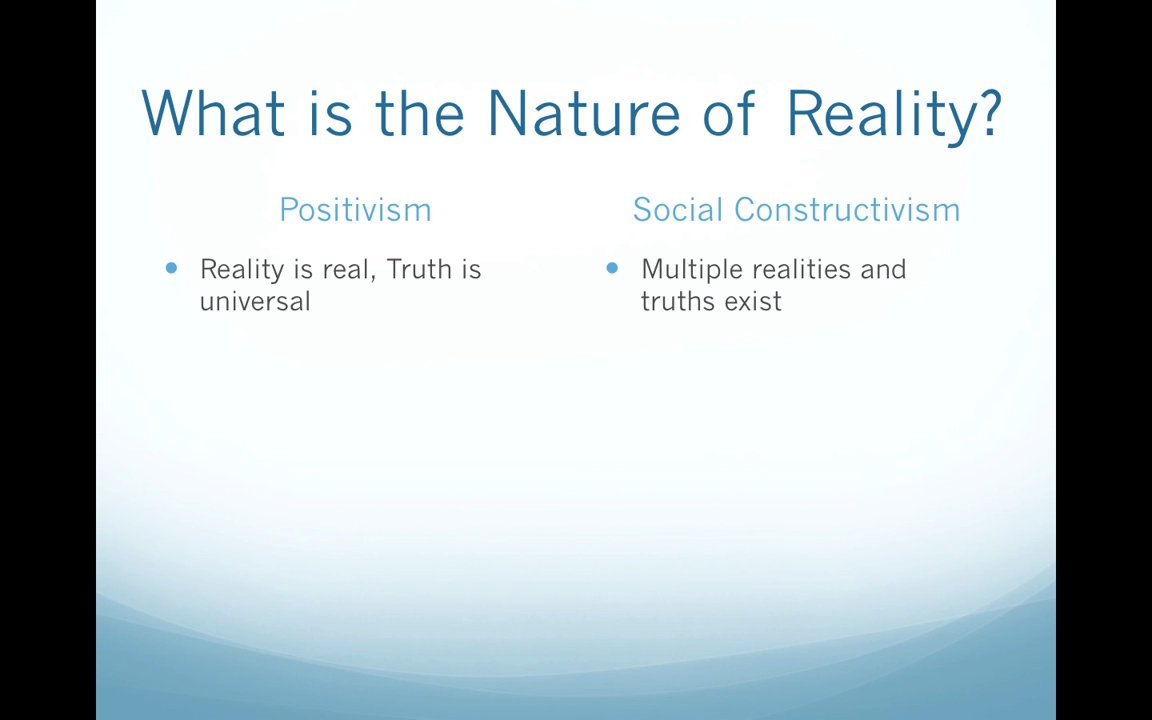 What is the Nature of Reality?
Positivism
• Reality is real, Truth is
universal
Social Constructivism
• Multiple realities and
truths exist